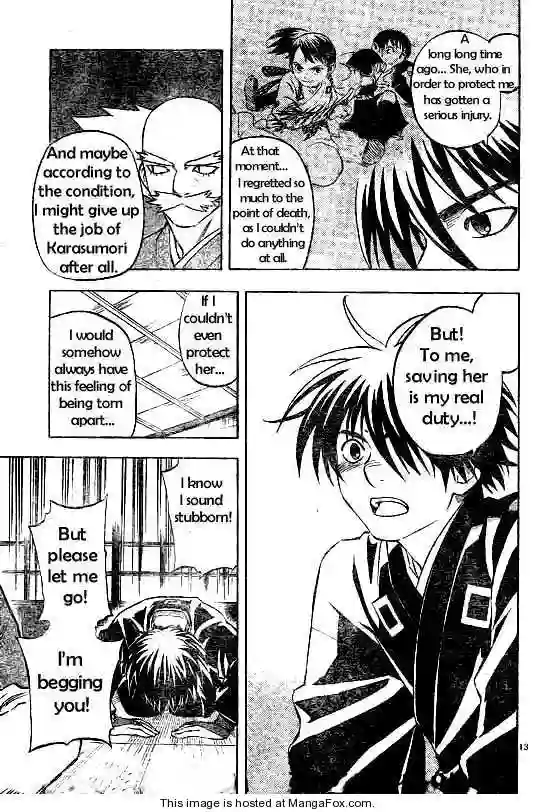 A
long long time
ago... She, who in
order to protect me
has gotten a
serious injury.
At that
moment...
I regretted so
much to the
point of death,
as I couldn't
do anything
at all.
And maybe
according to
the condition,
I might give up
the job of
Karasumori
after all.
But!
To me,
saving her
is my real
duty...!
If I
couldn't
even
protect
her...
I would
somehow
always have
this feeling of
being torn
apart...
I know
I sound
stubborn!
But
please
let me
go!
I'm
begging
you!
13
This image is hosted at MangaFox.com.